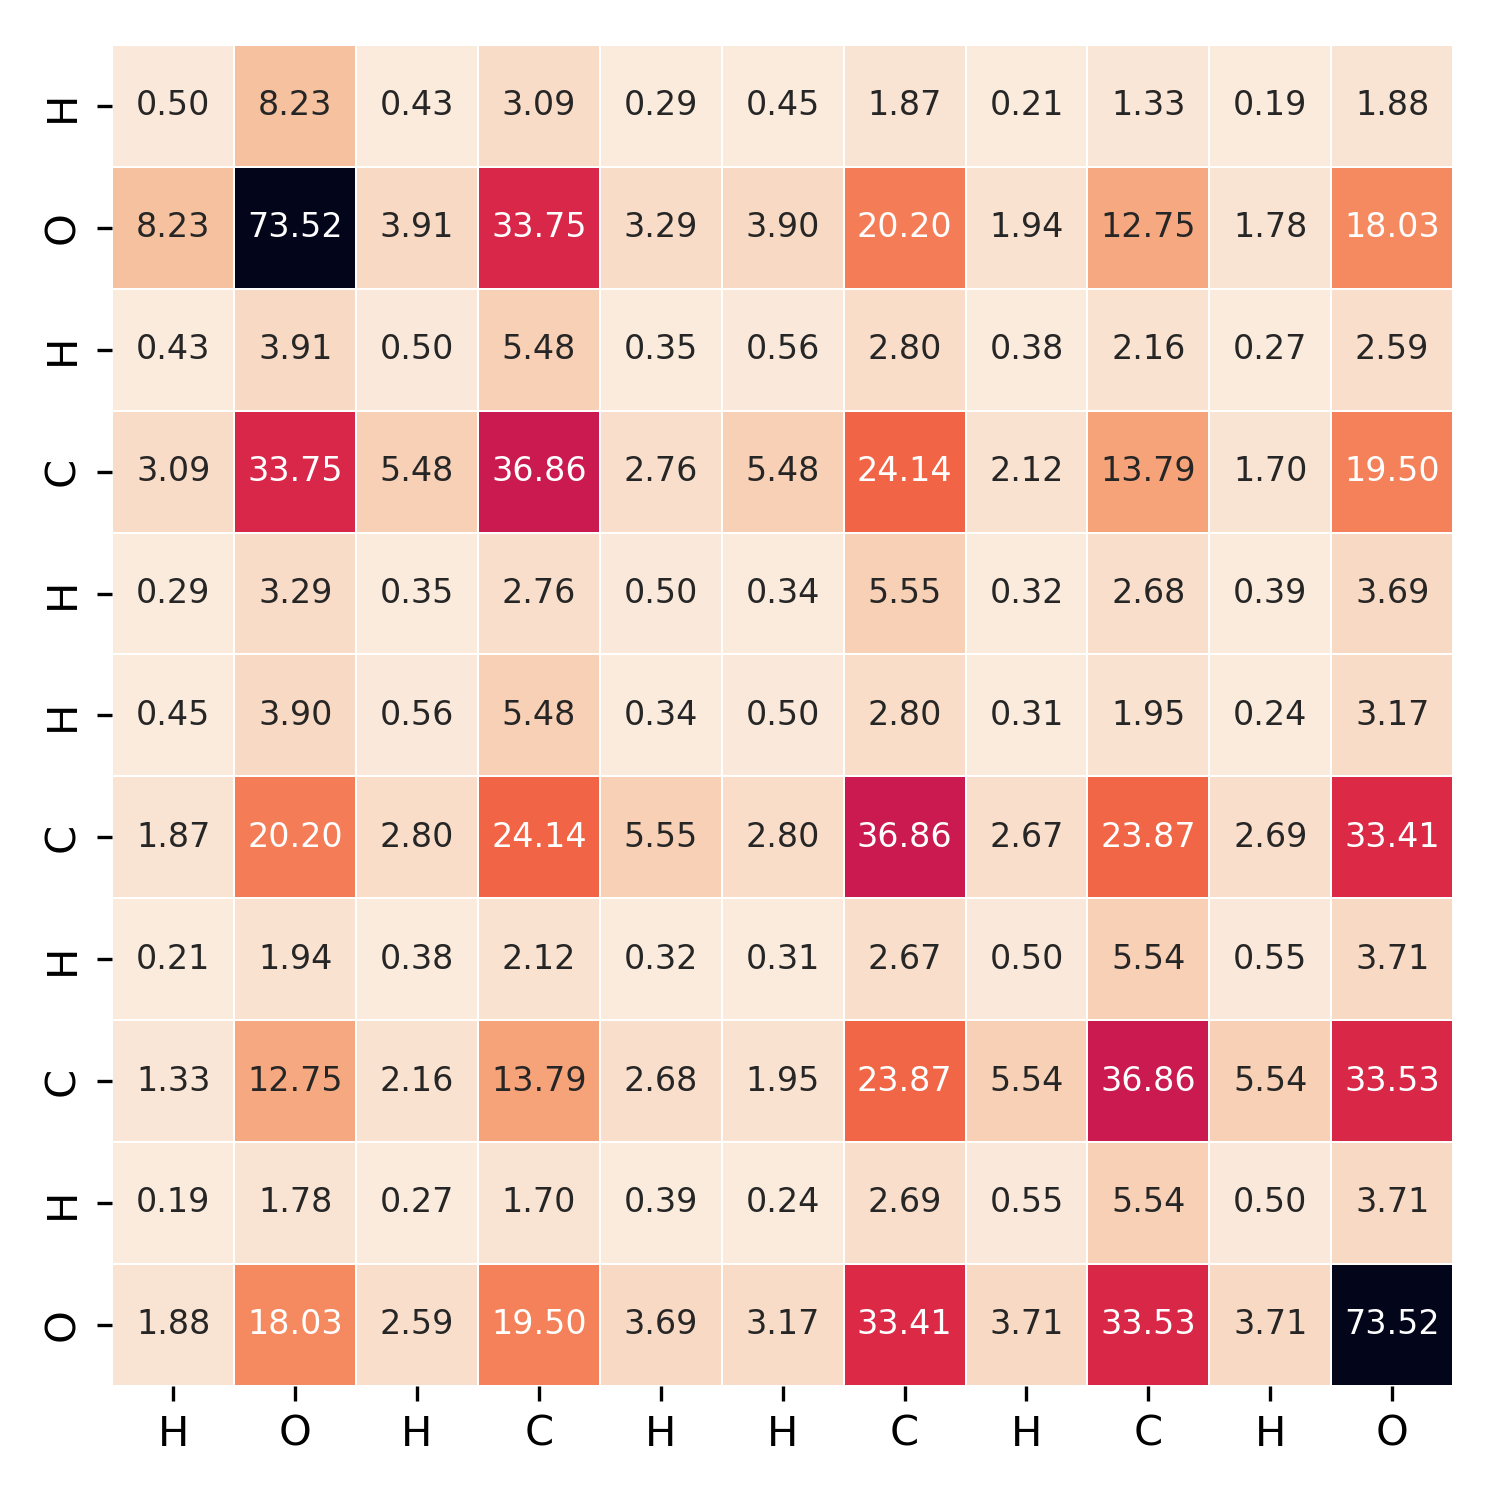 H 0.50 8.23 0.43 3.09 0.29 0.45 1.87 0.21 1.33 0.19 1.88
O 8.23 73.52 3.91 33.75 3.29 3.90 20.20 1.94 12.75 1.78 18.03
H 0.43 3.91 0.50 5.48 0.35 0.56 2.80 0.38 2.16 0.27 2.59
C 3.09 33.75 5.48 36.86 2.76 5.48 24.14 2.12 13.79 1.70 19.50
H 0.29 3.29 0.35 2.76 0.50 0.34 5.55 0.32 2.68 0.39 3.69
H 0.45 3.90 0.56 5.48 0.34 0.50 2.80 0.31 1.95 0.24 3.17
C 1.87 20.20 2.80 24.14 5.55 2.80 36.86 2.67 23.87 2.69 33.41
H 0.21 1.94 0.38 2.12 0.32 0.31 2.67 0.50 5.54 0.55 3.71
C 1.33 12.75 2.16 13.79 2.68 1.95 23.87 5.54 36.86 5.54 33.53
H 0.19 1.78 0.27 1.70 0.39 0.24 2.69 0.55 5.54 0.50 3.71
O 1.88 18.03 2.59 19.50 3.69 3.17 33.41 3.71 33.53 3.71 73.52
H O H C H H C H C H O